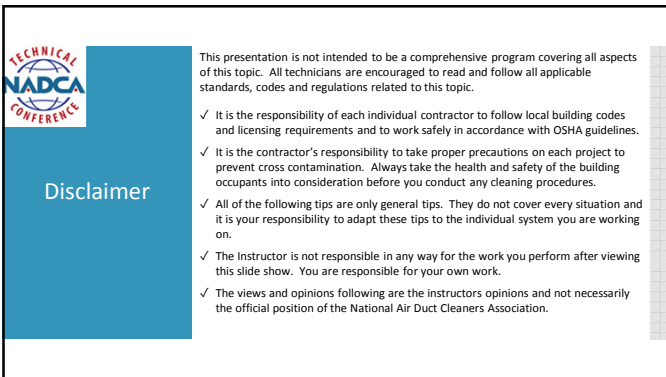 TECHNICAL
NADCA
CONFERENCE
Disclaimer
This presentation is not intended to be a comprehensive program covering all aspects
of this topic. All technicians are encouraged to read and follow all applicable
standards, codes and regulations related to this topic.
✓ It is the responsibility of each individual contractor to follow local building codes
and licensing requirements and to work safely in accordance with OSHA guidelines.
✓ It is the contractor's responsibility to take proper precautions on each project to
prevent cross contamination. Always take the health and safety of the building
occupants into consideration before you conduct any cleaning procedures.
✓ All of the following tips are only general tips. They do not cover every situation and
it is your responsibility to adapt these tips to the individual system you are working
on.
✓ The Instructor is not responsible in any way for the work you perform after viewing
this slide show. You are responsible for your own work.
✓ The views and opinions following are the instructors opinions and not necessarily
the official position of the National Air Duct Cleaners Association.